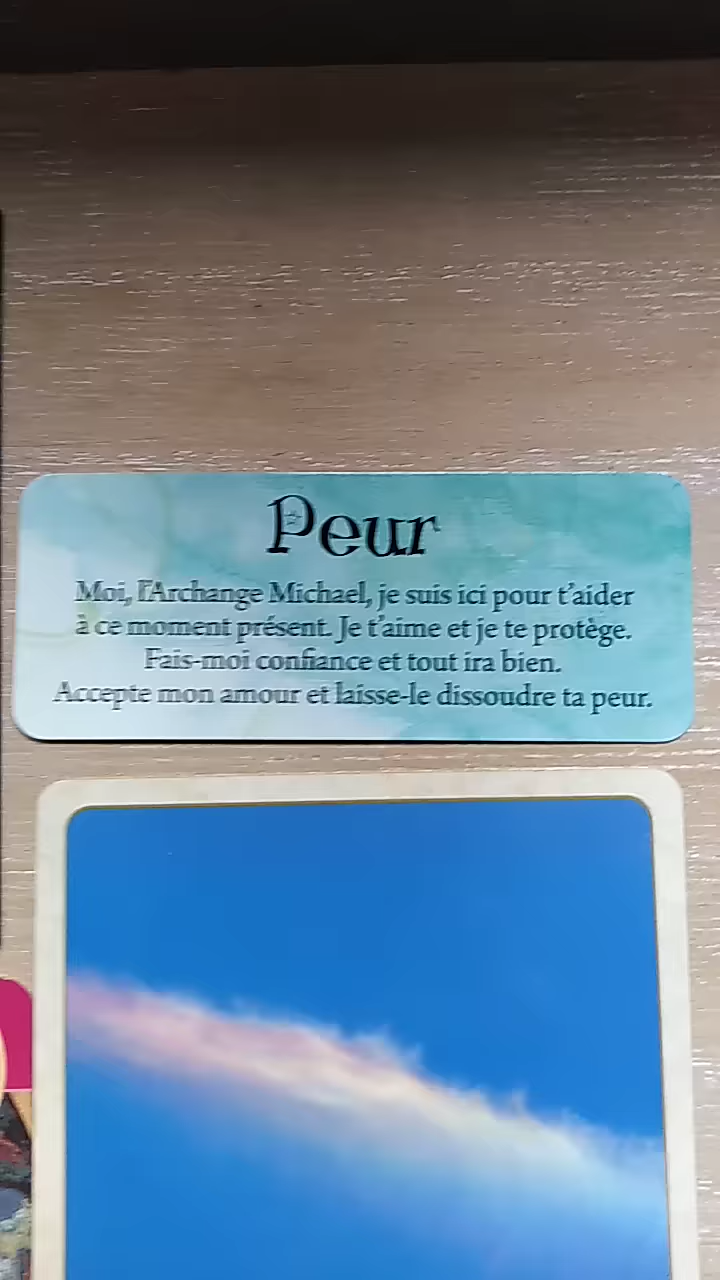 Peur
Moi, l'Archange Michael, je suis ici pour t'aider
à ce moment présent. Je t'aime et je te protège.
Fais-moi confiance et tout ira bien.
Accepte mon amour et laisse-le dissoudre ta peur.